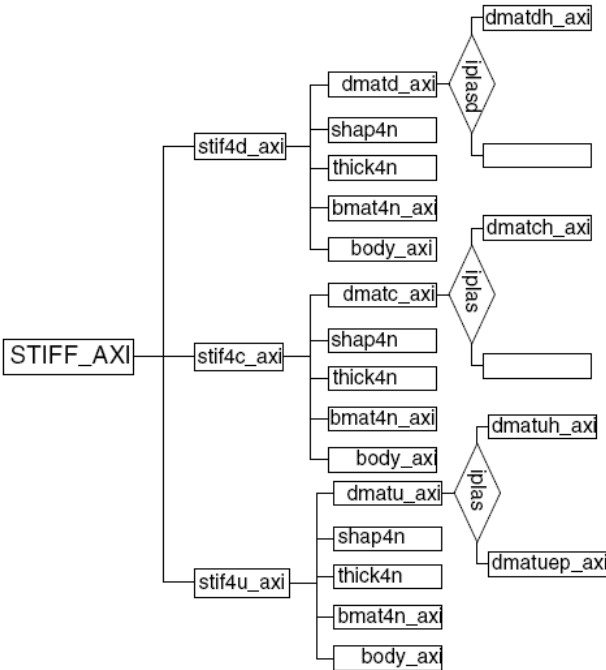 STIFF_AXI
stif4d_axi
dmatd_axi
iplasd
dmatdh_axi
shap4n
thick4n
bmat4n_axi
body_axi
stif4c_axi
dmatc_axi
iplas
dmatch_axi
shap4n
thick4n
bmat4n_axi
body_axi
stif4u_axi
dmatu_axi
iplas
dmatuh_axi
dmatuep_axi
shap4n
thick4n
bmat4n_axi
body_axi